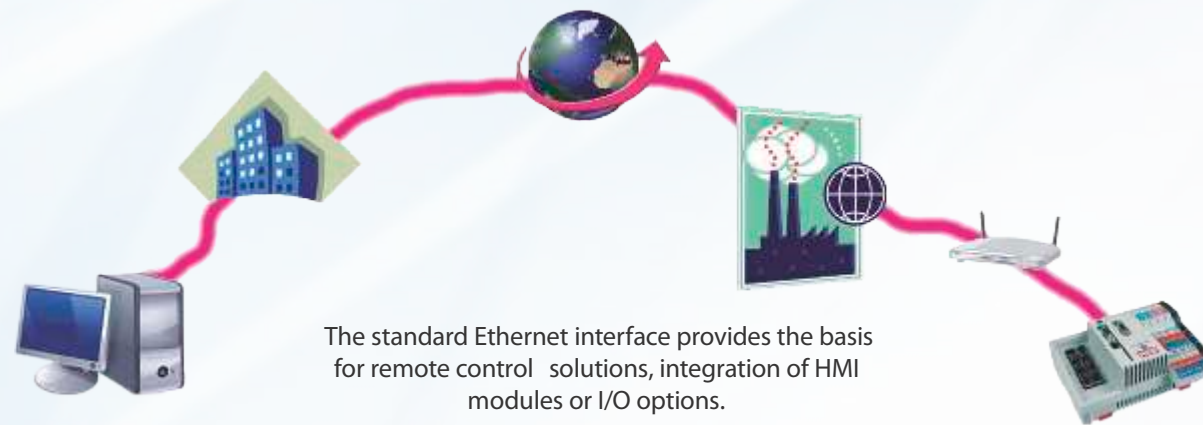 The standard Ethernet interface provides the basis
for remote control solutions, integration of HMI
modules or I/O options.